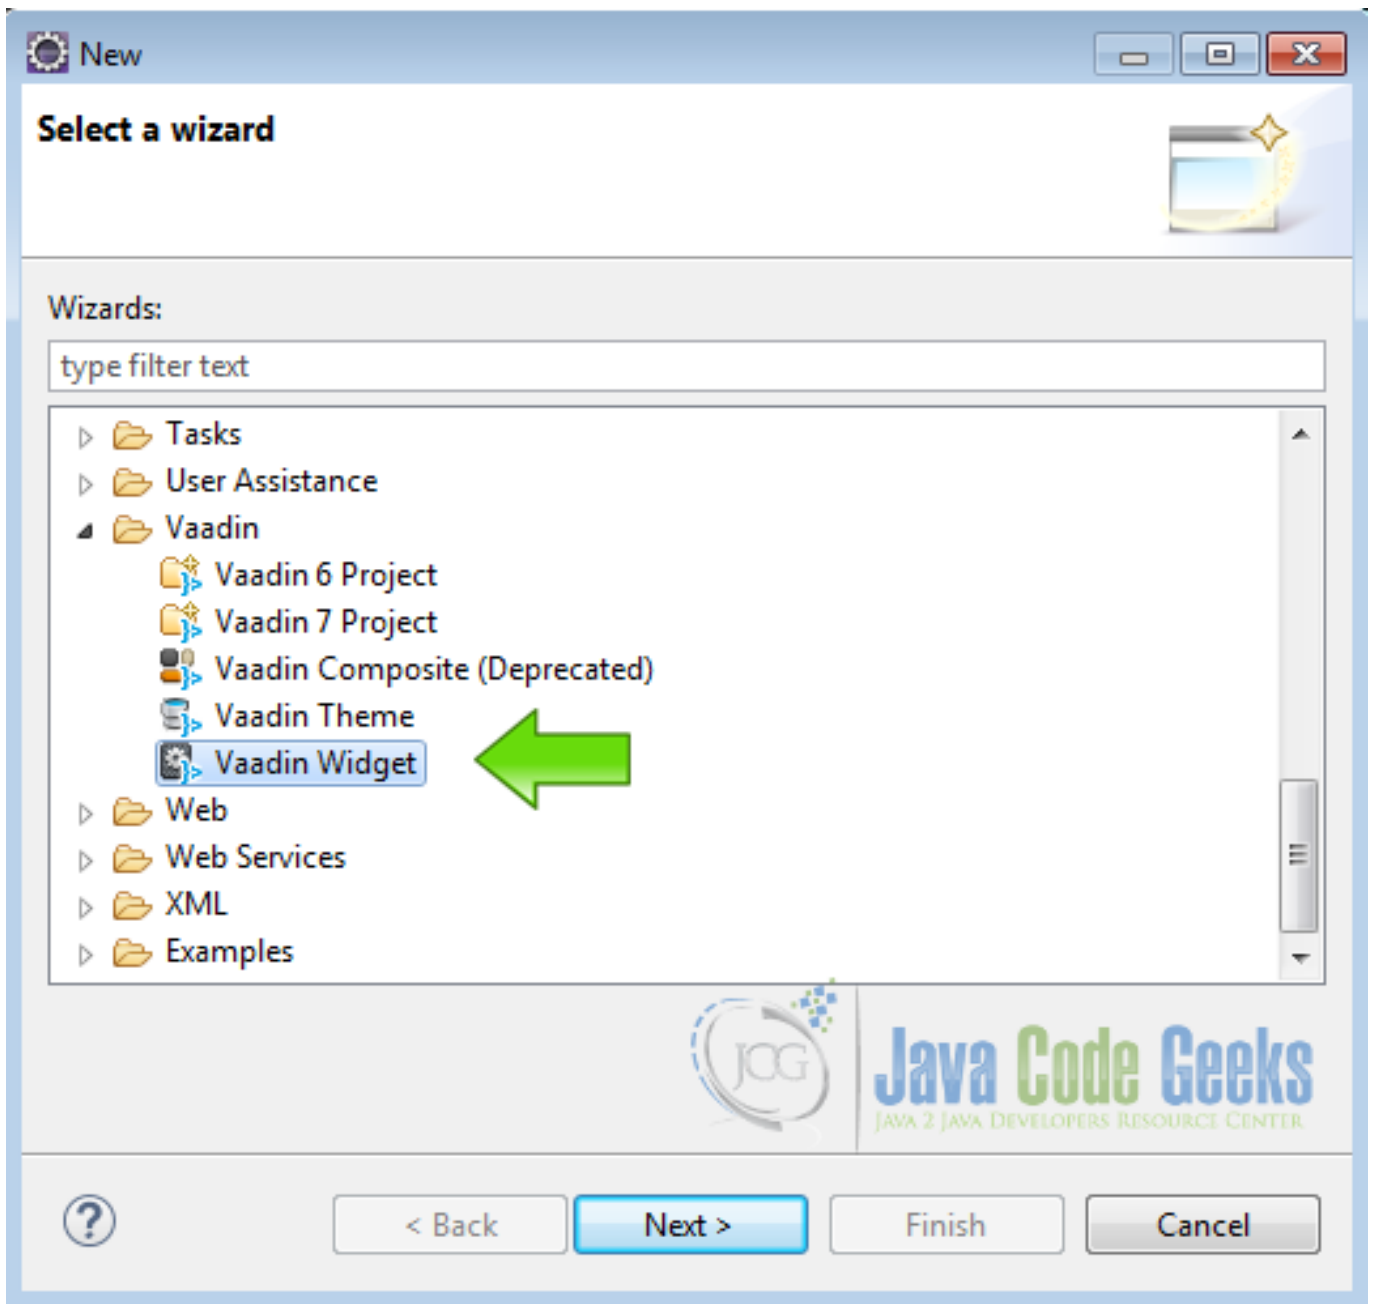 New
Select a wizard
Wizards:
type filter text
Tasks
User Assistance
Vaadin
Vaadin 6 Project
Vaadin 7 Project
Vaadin Composite (Deprecated)
Vaadin Theme
Vaadin Widget
Web
Web Services
XML
Examples
JCG
Java Code Geeks
JAVA 2 JAVA DEVELOPERS RESOURCE CENTER
?
< Back Next > Finish Cancel